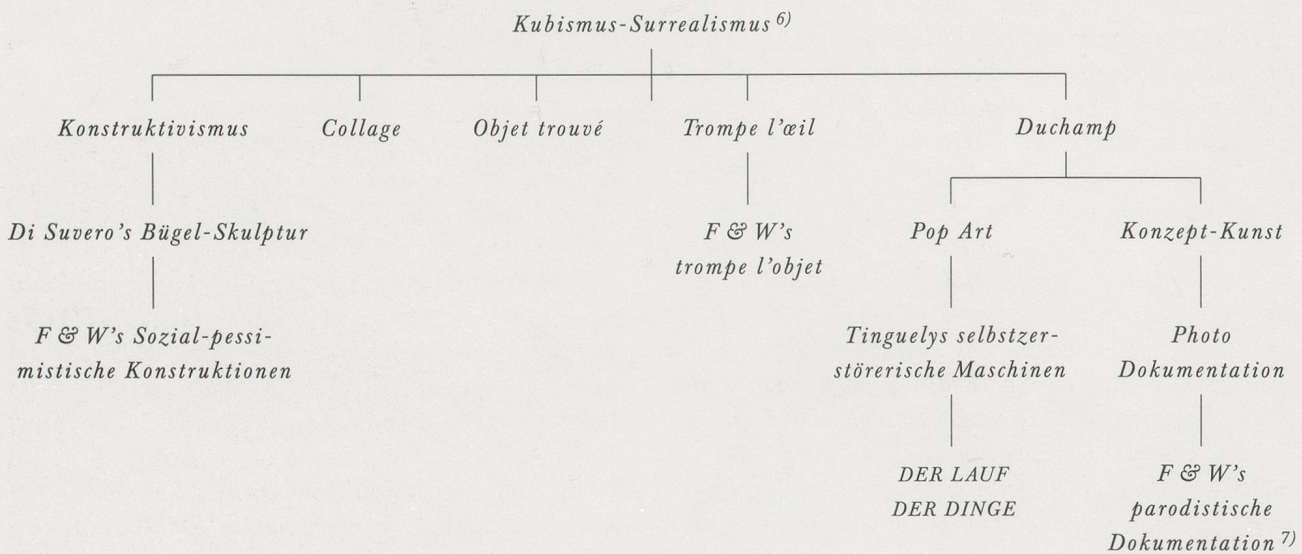 Kubismus-Surrealismus 6)
Konstruktivismus Collage Objet trouvé Trompe l'œil Duchamp
Di Suvero's Bügel-Skulptur F & W's Pop Art Konzept-Kunst
trompe l'objet
F & W's Sozial-pessi- Tinguelys selbstzer- Photo
mistische Konstruktionen störerische Maschinen Dokumentation
DER LAUF F & W's
DER DINGE parodistische
Dokumentation 7)